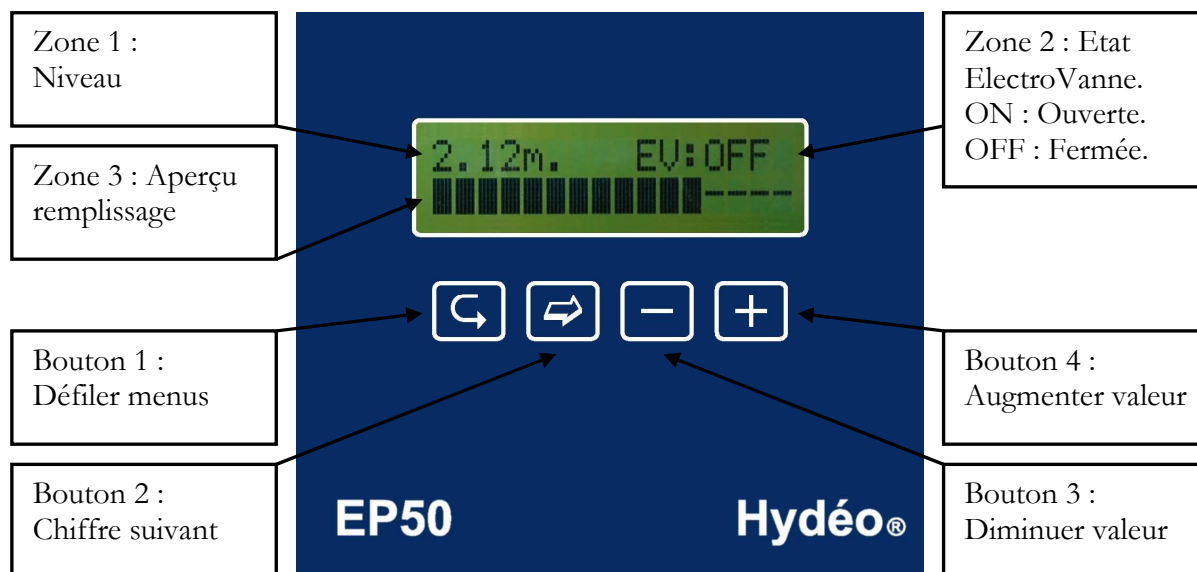 Zone 1 :
Niveau
Zone 3 : Aperçu
remplissage
Zone 2 : Etat
ElectroVanne.
ON : Ouverte.
OFF : Fermée.
2.12m. EV:OFF
Bouton 1 :
Défiler menus
Bouton 4 :
Augmenter valeur
Bouton 2 :
Chiffre suivant
Bouton 3 :
Diminuer valeur
EP50
Hydéo®